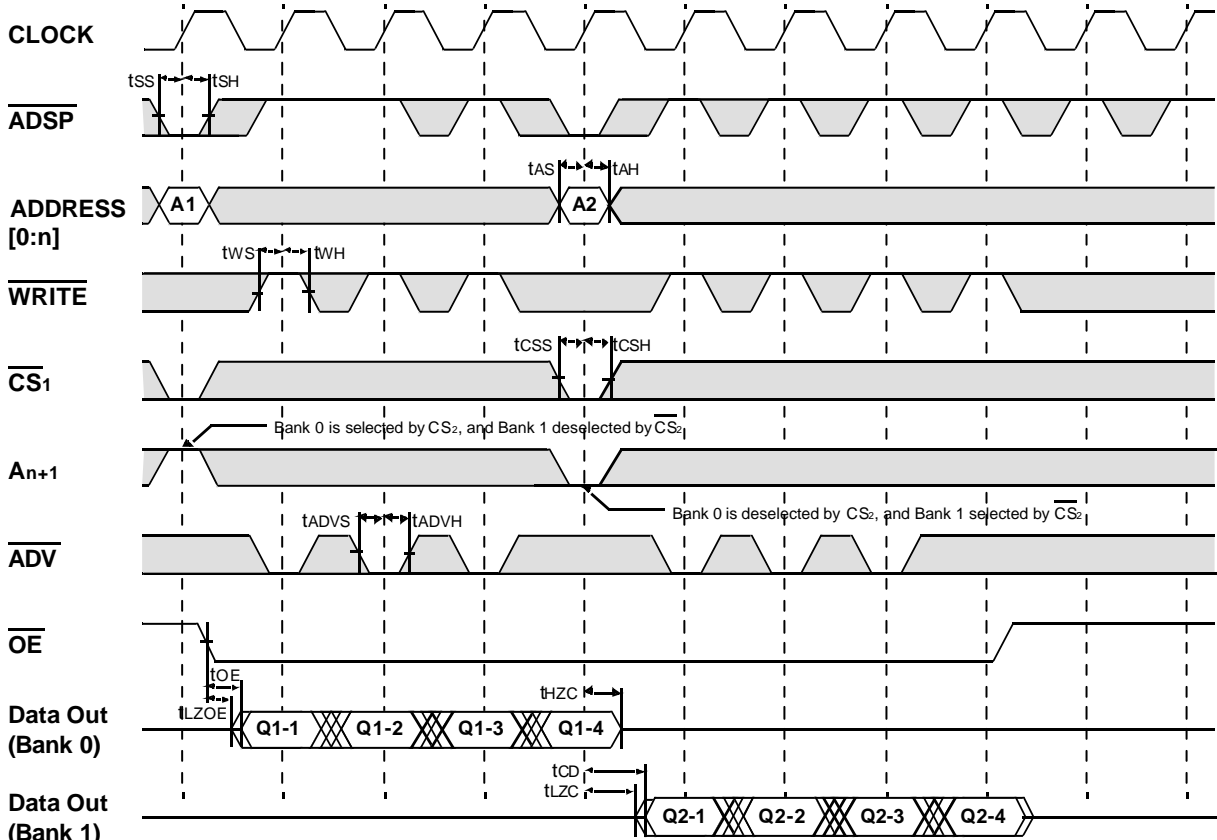 CLOCK
tSS tSH
ADSP
tAS tAH
ADDRESS
[0:n]
A1 A2
tWS tWH
WRITE
tCSS tCSH
CS1
Bank 0 is selected by CS2, and Bank 1 deselected by CS2
An+1
Bank 0 is deselected by CS2, and Bank 1 selected by CS2
tADVS tADVH
ADV
OE
tOE
tHZC
tLZOE
Data Out
(Bank 0)
Q1-1 Q1-2 Q1-3 Q1-4
tCD
tLZC
Data Out
(Bank 1)
Q2-1 Q2-2 Q2-3 Q2-4